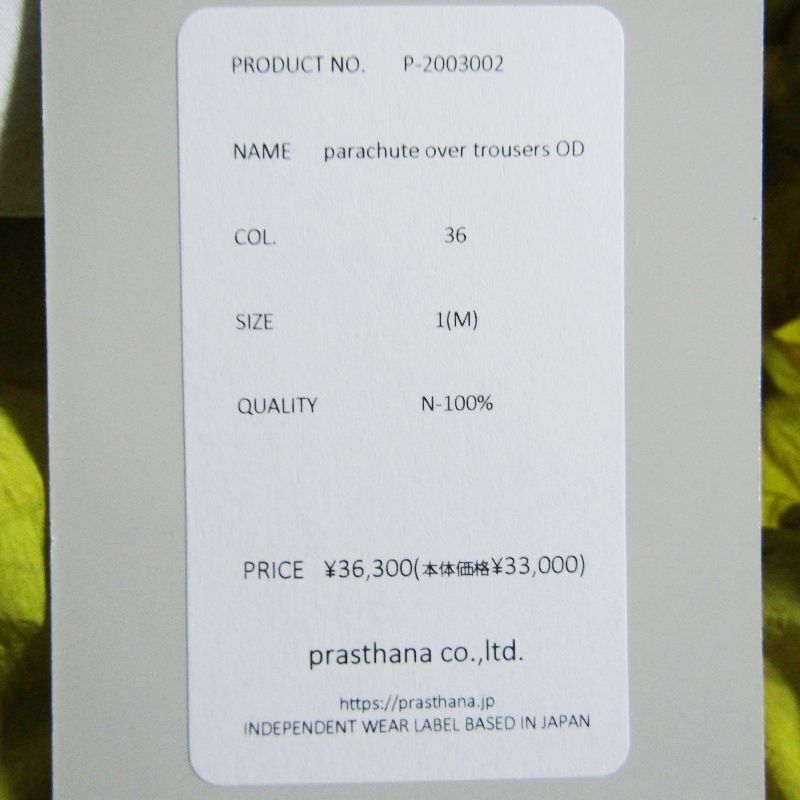 PRODUCT NO. P-2003002
NAME parachute over trousers OD
COL. 36
SIZE 1(M)
QUALITY N-100%
PRICE ¥36,300(本体価格¥33,000)
prasthana co.,ltd.
https://prasthana.jp
INDEPENDENT WEAR LABEL BASED IN JAPAN